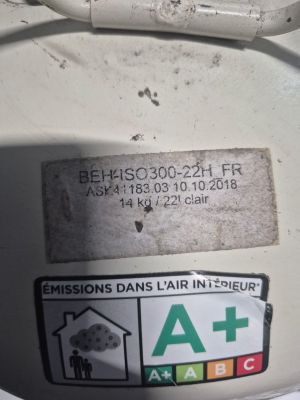 BEH-ISO300-22H_FR
ASK41183.03 10.10.2018
14 kg / 22l clair
ÉMISSIONS DANS L'AIR INTÉRIEUR*
A+
A+ A B C